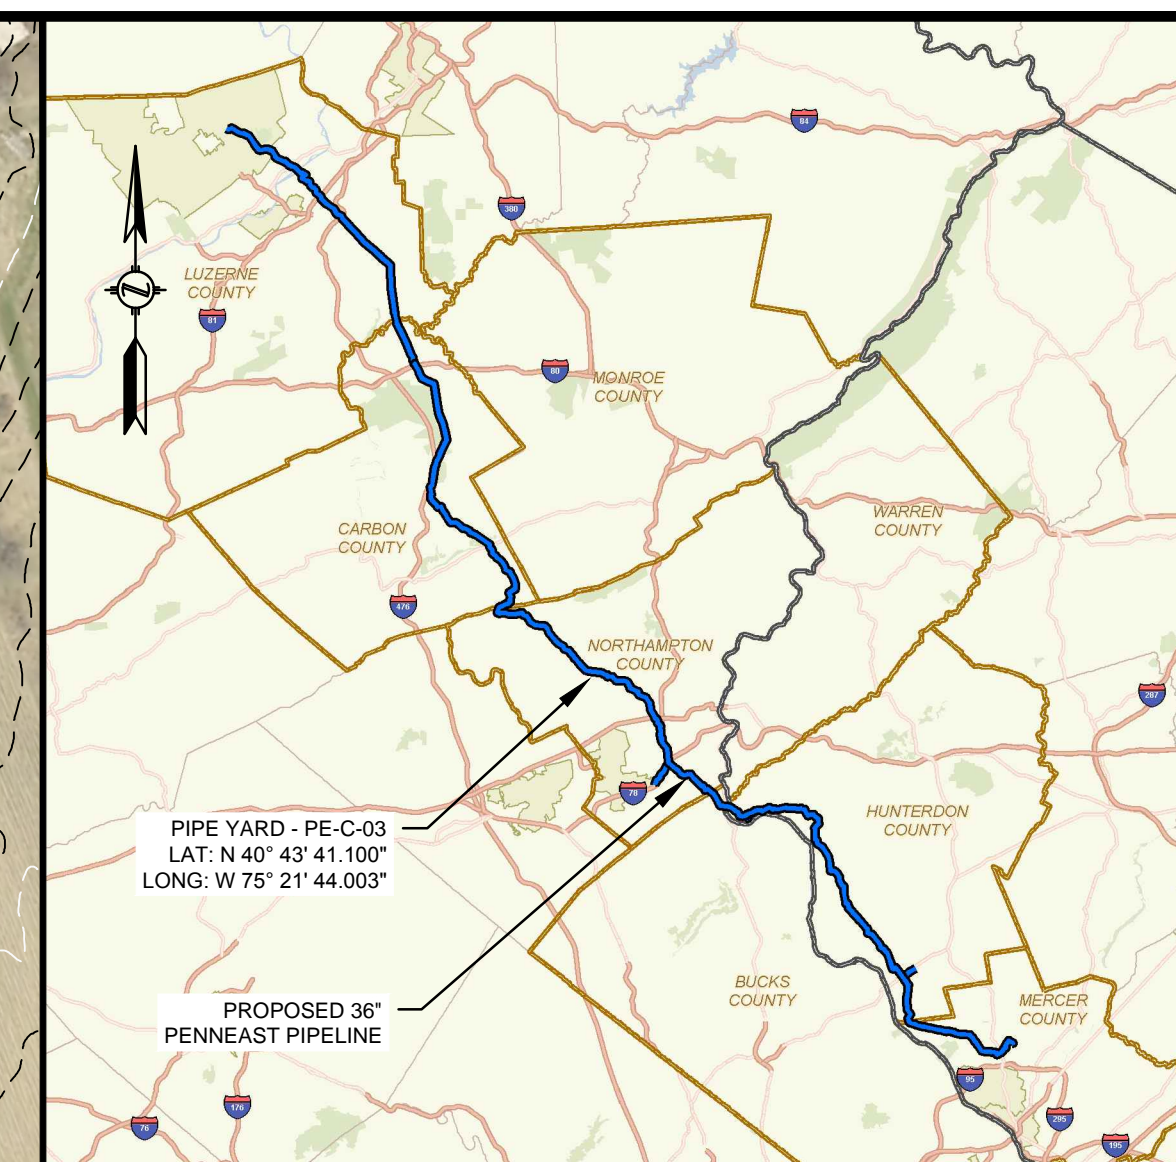 84
380
LUZERNE
COUNTY
81
80
MONROE
COUNTY
WARREN
COUNTY
CARBON
COUNTY
476
NORTHAMPTON
COUNTY
287
78
HUNTERDON
COUNTY
PIPE YARD - PE-C-03
LAT: N 40° 43' 41.100"
LONG: W 75° 21' 44.003"
BUCKS
COUNTY
MERCER
COUNTY
PROPOSED 36"
PENNEAST PIPELINE
95
176
76
295
195